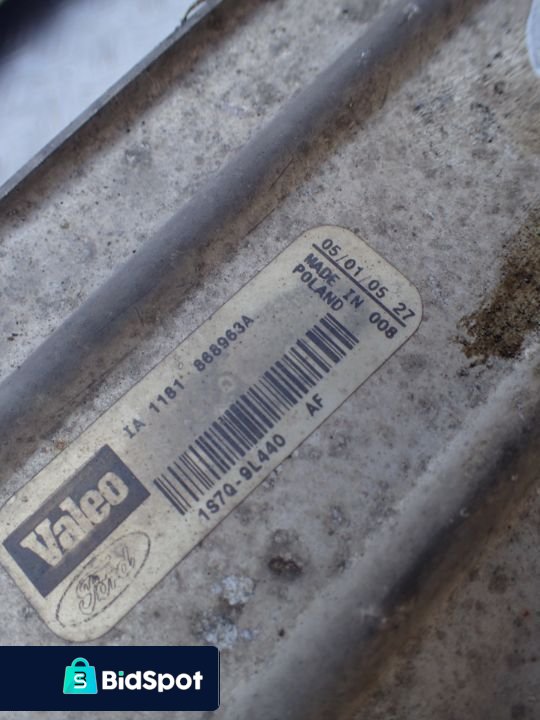 05/01/05 27
MADE IN 008
POLAND
IA 1181 868963A
1S7Q-9L440 AF
Valeo
Ford
BidSpot